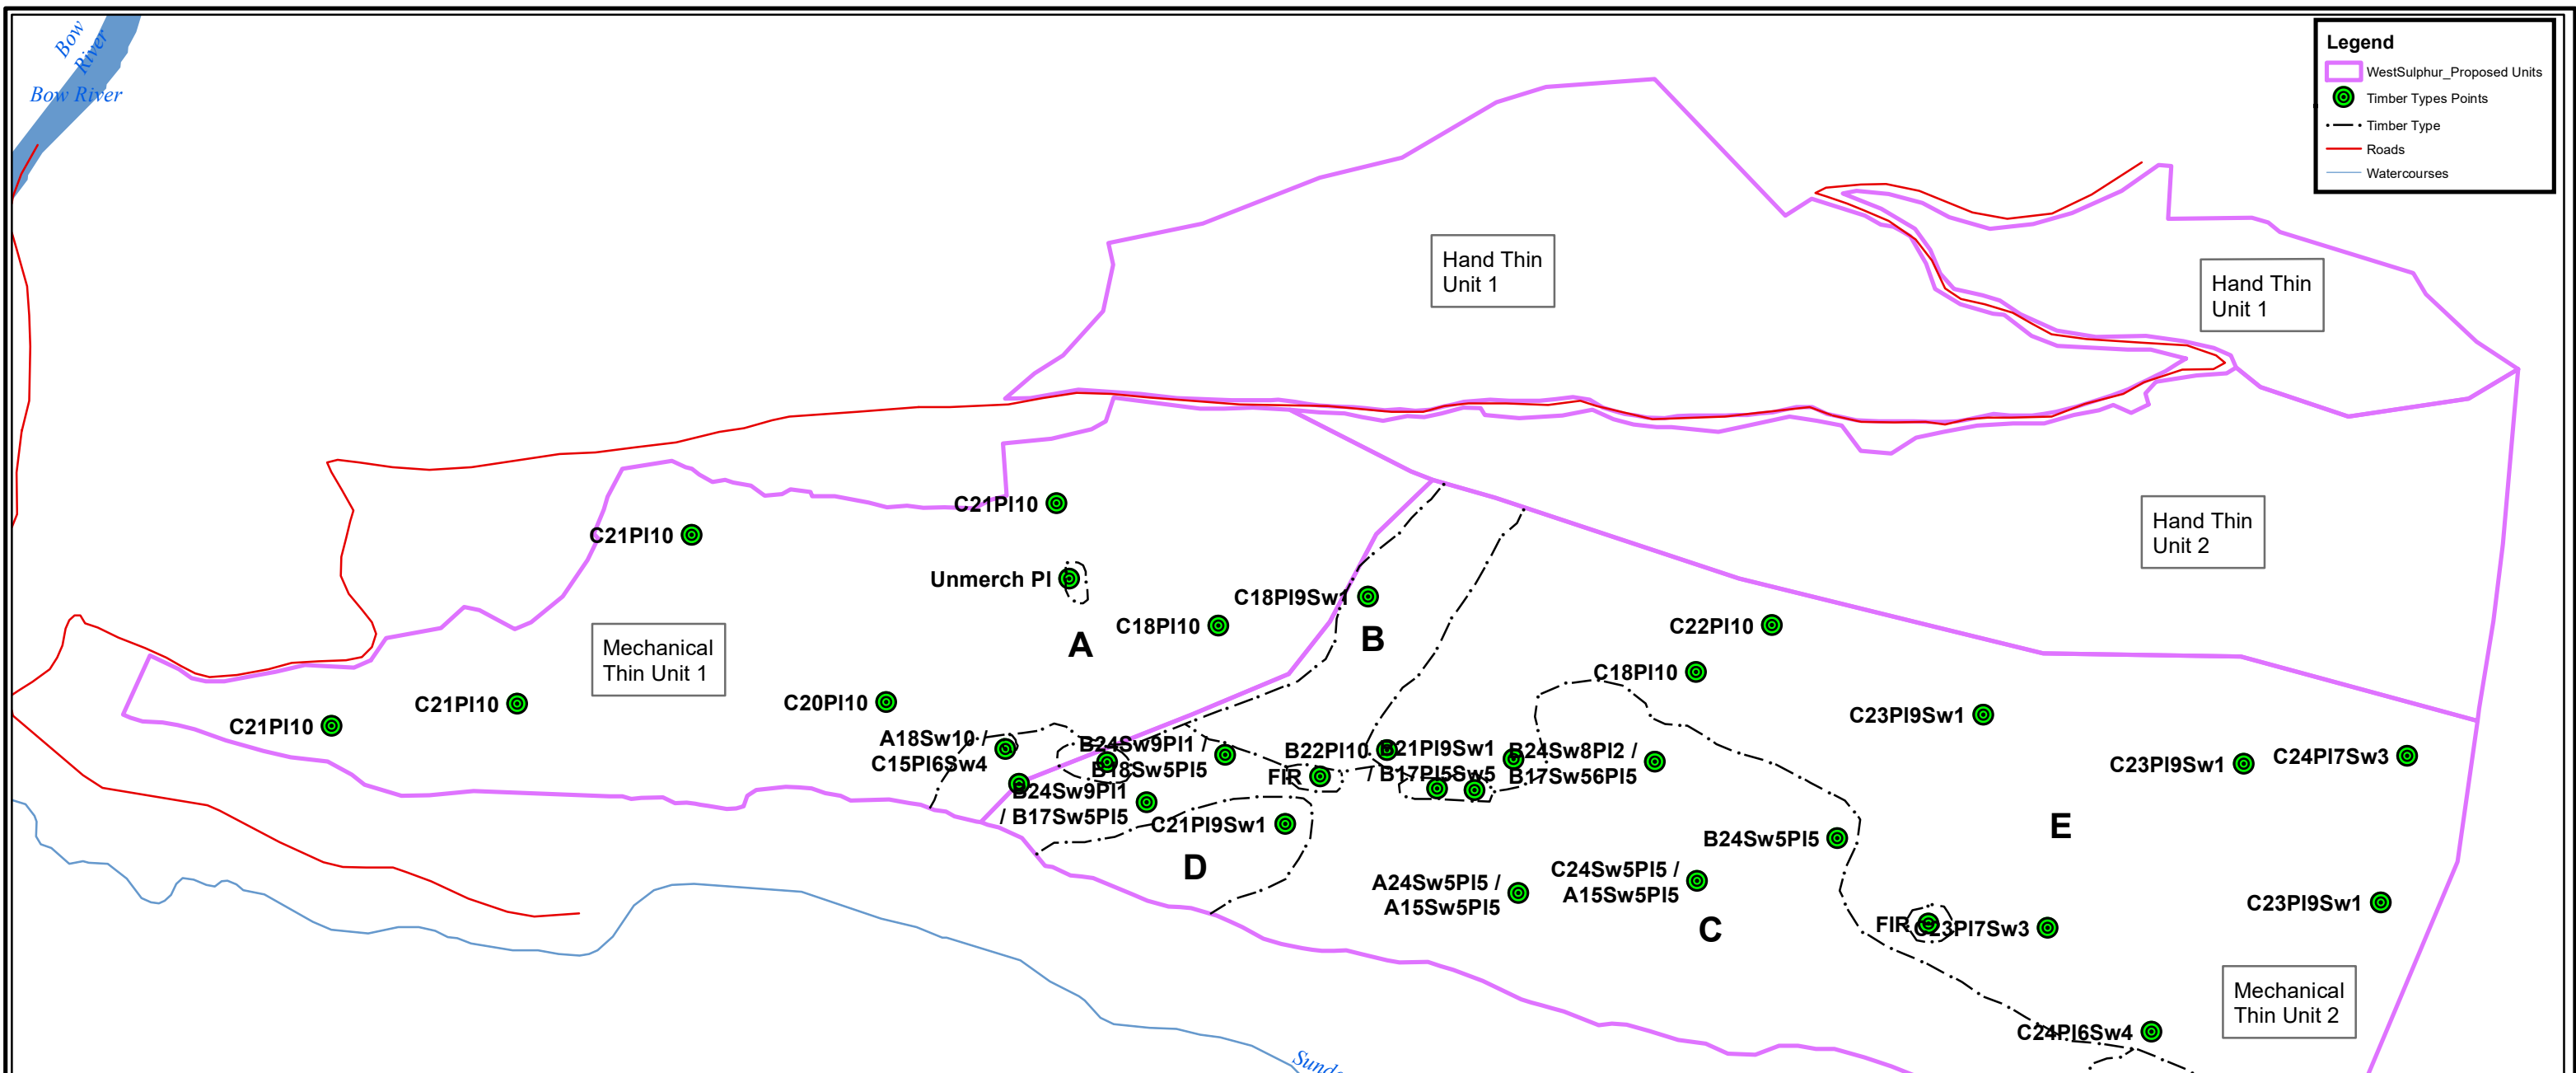 Bow
River
Bow River
Legend
WestSulphur_Proposed Units
Timber Types Points
Timber Type
Roads
Watercourses
Hand Thin
Unit 1
Hand Thin
Unit 1
Hand Thin
Unit 2
C21Pl10
C21Pl10
Unmerch Pl
C18Pl9Sw1
C18Pl10
A
B
C22Pl10
C18Pl10
Mechanical
Thin Unit 1
C21Pl10
C21Pl10
C20Pl10
C23Pl9Sw1
A18Sw10 /
C15Pl6Sw4
B24Sw9Pl1 /
B18Sw5Pl5
B22Pl10
FIR
B21Pl9Sw1
/ B17Pl5Sw5
B24Sw8Pl2 /
B17Sw56Pl5
C23Pl9Sw1
C24Pl7Sw3
B24Sw9Pl1
/ B17Sw5Pl5
C21Pl9Sw1
D
B24Sw5Pl5
E
A24Sw5Pl5 /
A15Sw5Pl5
C24Sw5Pl5 /
A15Sw5Pl5
C
FIR
C23Pl7Sw3
C23Pl9Sw1
Mechanical
Thin Unit 2
C24Pl6Sw4